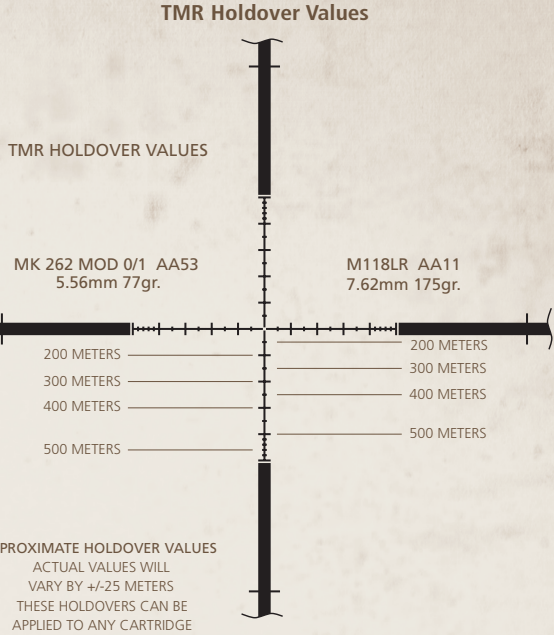 TMR Holdover Values
TMR HOLDOVER VALUES
MK 262 MOD 0/1 AA53
5.56mm 77gr.
M118LR AA11
7.62mm 175gr.
200 METERS
300 METERS
400 METERS
500 METERS
200 METERS
300 METERS
400 METERS
500 METERS
PROXIMATE HOLDOVER VALUES
ACTUAL VALUES WILL
VARY BY +/-25 METERS
THESE HOLDOVERS CAN BE
APPLIED TO ANY CARTRIDGE